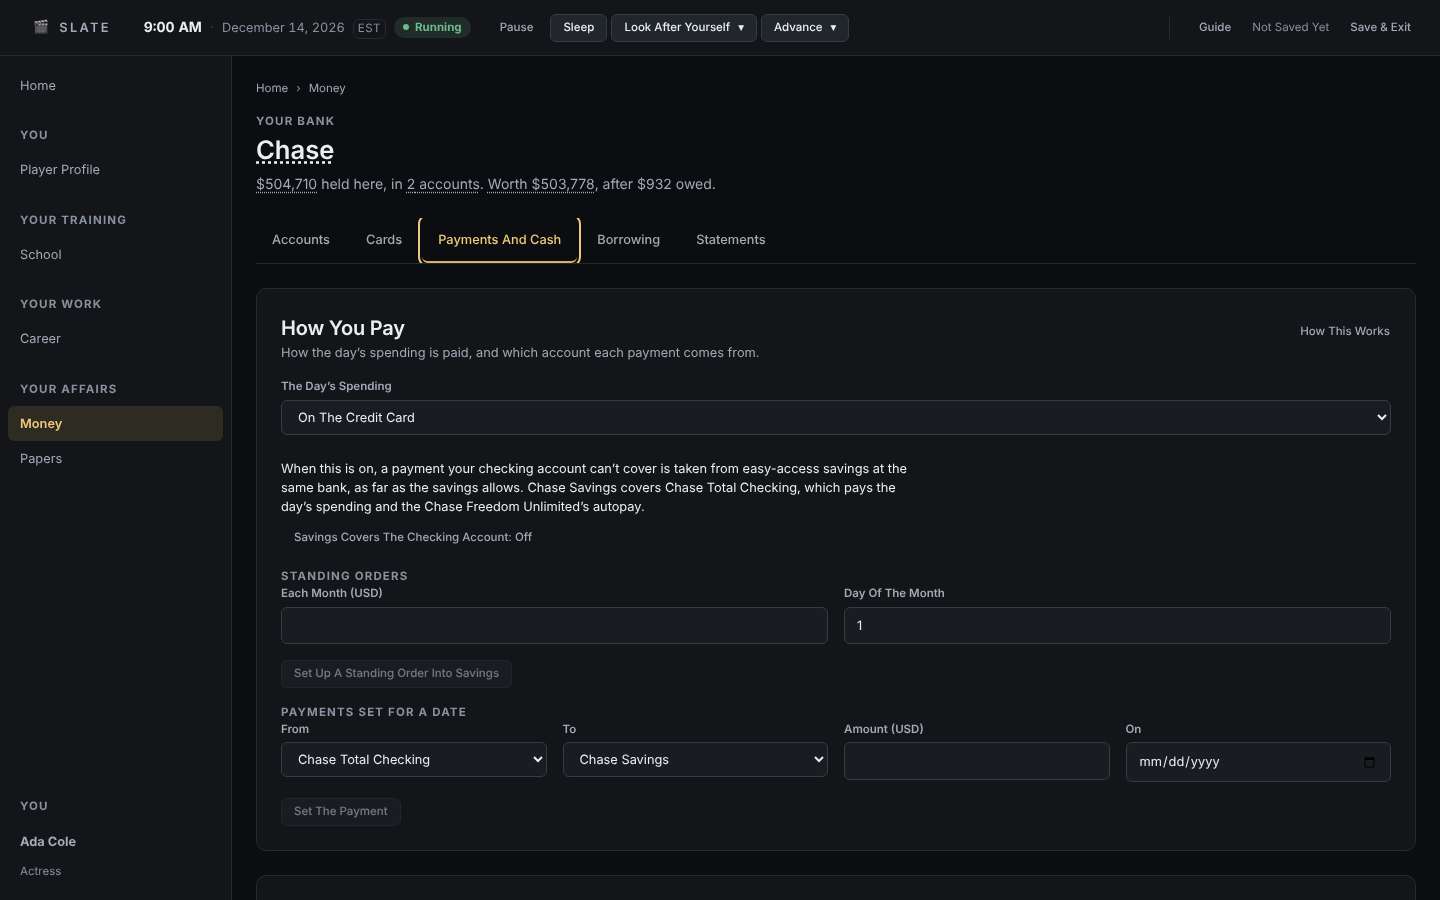 SLATE
9:00 AM · December 14, 2026 EST Running
Pause
Sleep
Look After Yourself ▾
Advance ▾
Guide
Not Saved Yet
Save & Exit
Home
YOU
Player Profile
YOUR TRAINING
School
YOUR WORK
Career
YOUR AFFAIRS
Money
Papers
YOU
Ada Cole
Actress
Home › Money
YOUR BANK
Chase
$504,710 held here, in 2 accounts. Worth $503,778, after $932 owed.
Accounts
Cards
Payments And Cash
Borrowing
Statements
How You Pay
How This Works
How the day’s spending is paid, and which account each payment comes from.
The Day’s Spending
On The Credit Card
When this is on, a payment your checking account can’t cover is taken from easy-access savings at the
same bank, as far as the savings allows. Chase Savings covers Chase Total Checking, which pays the
day’s spending and the Chase Freedom Unlimited’s autopay.
Savings Covers The Checking Account: Off
STANDING ORDERS
Each Month (USD)
Day Of The Month
1
Set Up A Standing Order Into Savings
PAYMENTS SET FOR A DATE
From
To
Amount (USD)
On
Chase Total Checking
Chase Savings
mm/dd/yyyy
Set The Payment